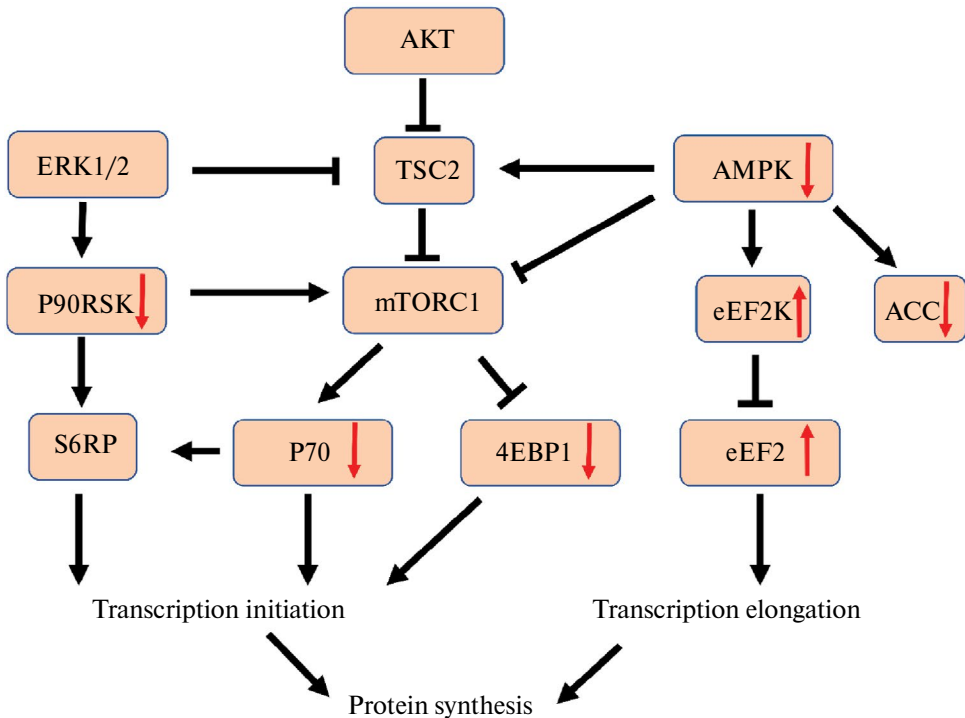 AKT
ERK1/2
TSC2
AMPK
P90RSK
mTORC1
eEF2K
ACC
S6RP
P70
4EBP1
eEF2
Transcription initiation
Transcription elongation
Protein synthesis